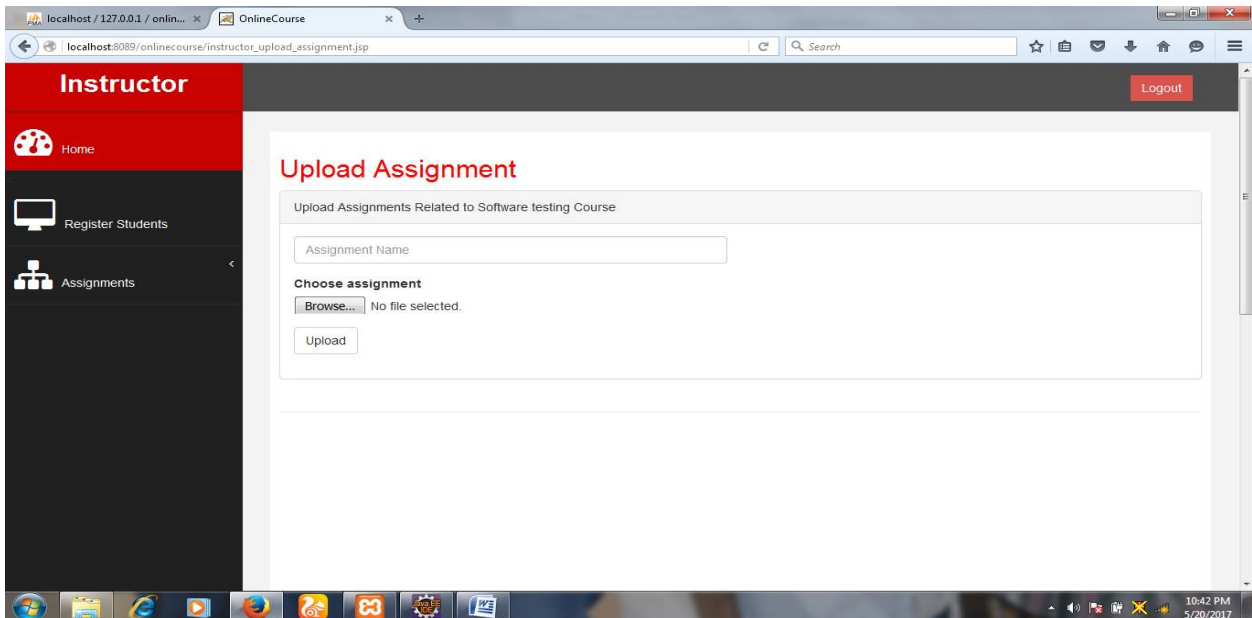 localhost / 127.0.0.1 / onlin...
OnlineCourse
localhost:8089/onlinecourse/instructor_upload_assignment.jsp
Search
Instructor
Logout
Home
Upload Assignment
Upload Assignments Related to Software testing Course
Register Students
Assignment Name
Assignments
Choose assignment
Browse... No file selected.
Upload
10:42 PM
5/20/2017